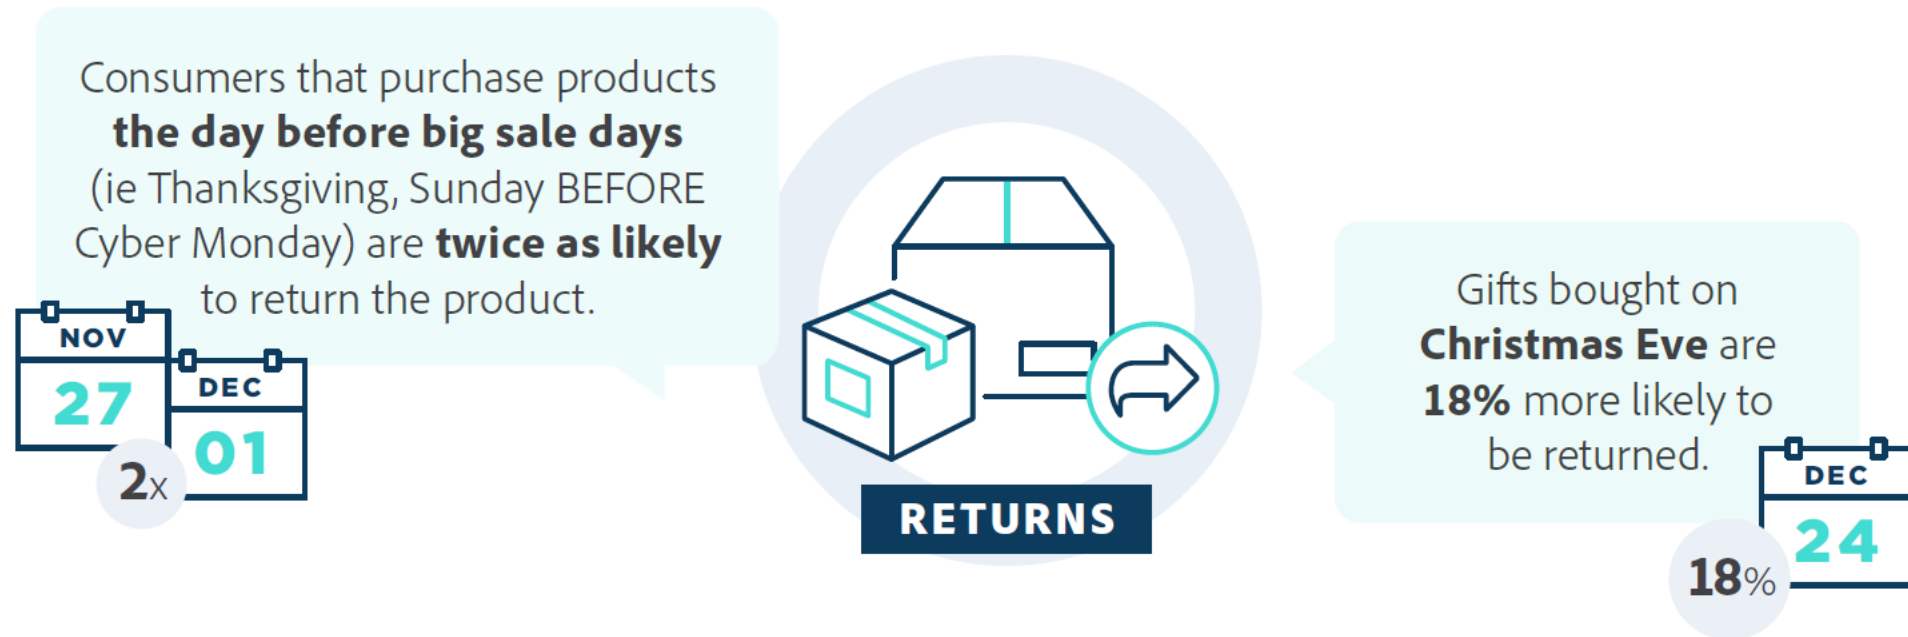 Consumers that purchase products
the day before big sale days
(ie Thanksgiving, Sunday BEFORE
Cyber Monday) are twice as likely
to return the product.
NOV
27
DEC
01
2x
RETURNS
Gifts bought on
Christmas Eve are
18% more likely to
be returned.
DEC
24
18%